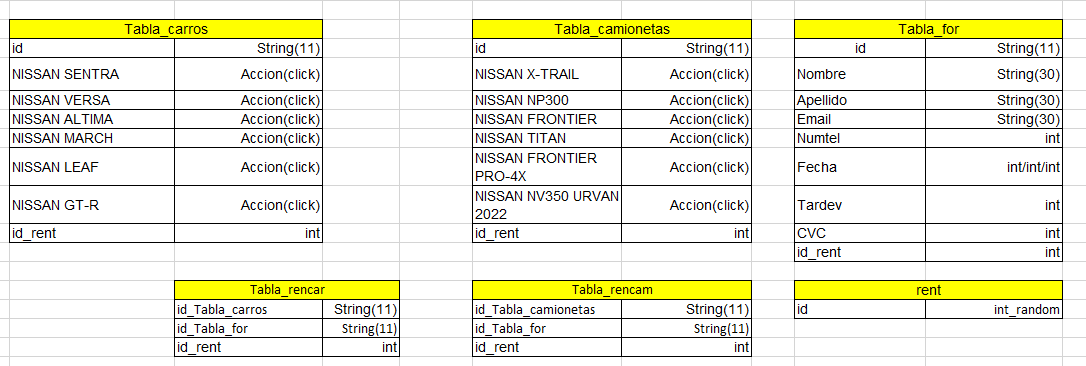 Tabla_carros
id String(11)
NISSAN SENTRA Accion(click)
NISSAN VERSA Accion(click)
NISSAN ALTIMA Accion(click)
NISSAN MARCH Accion(click)
NISSAN LEAF Accion(click)
NISSAN GT-R Accion(click)
id_rent int
Tabla_camionetas
id String(11)
NISSAN X-TRAIL Accion(click)
NISSAN NP300 Accion(click)
NISSAN FRONTIER Accion(click)
NISSAN TITAN Accion(click)
NISSAN FRONTIER
PRO-4X Accion(click)
NISSAN NV350 URVAN
2022 Accion(click)
id_rent int
Tabla_for
id String(11)
Nombre String(30)
Apellido String(30)
Email String(30)
Numtel int
Fecha int/int/int
Tardev int
CVC int
id_rent int
Tabla_rencar
id_Tabla_carros String(11)
id_Tabla_for String(11)
id_rent int
Tabla_rencam
id_Tabla_camionetas String(11)
id_Tabla_for String(11)
id_rent int
rent
id int_random